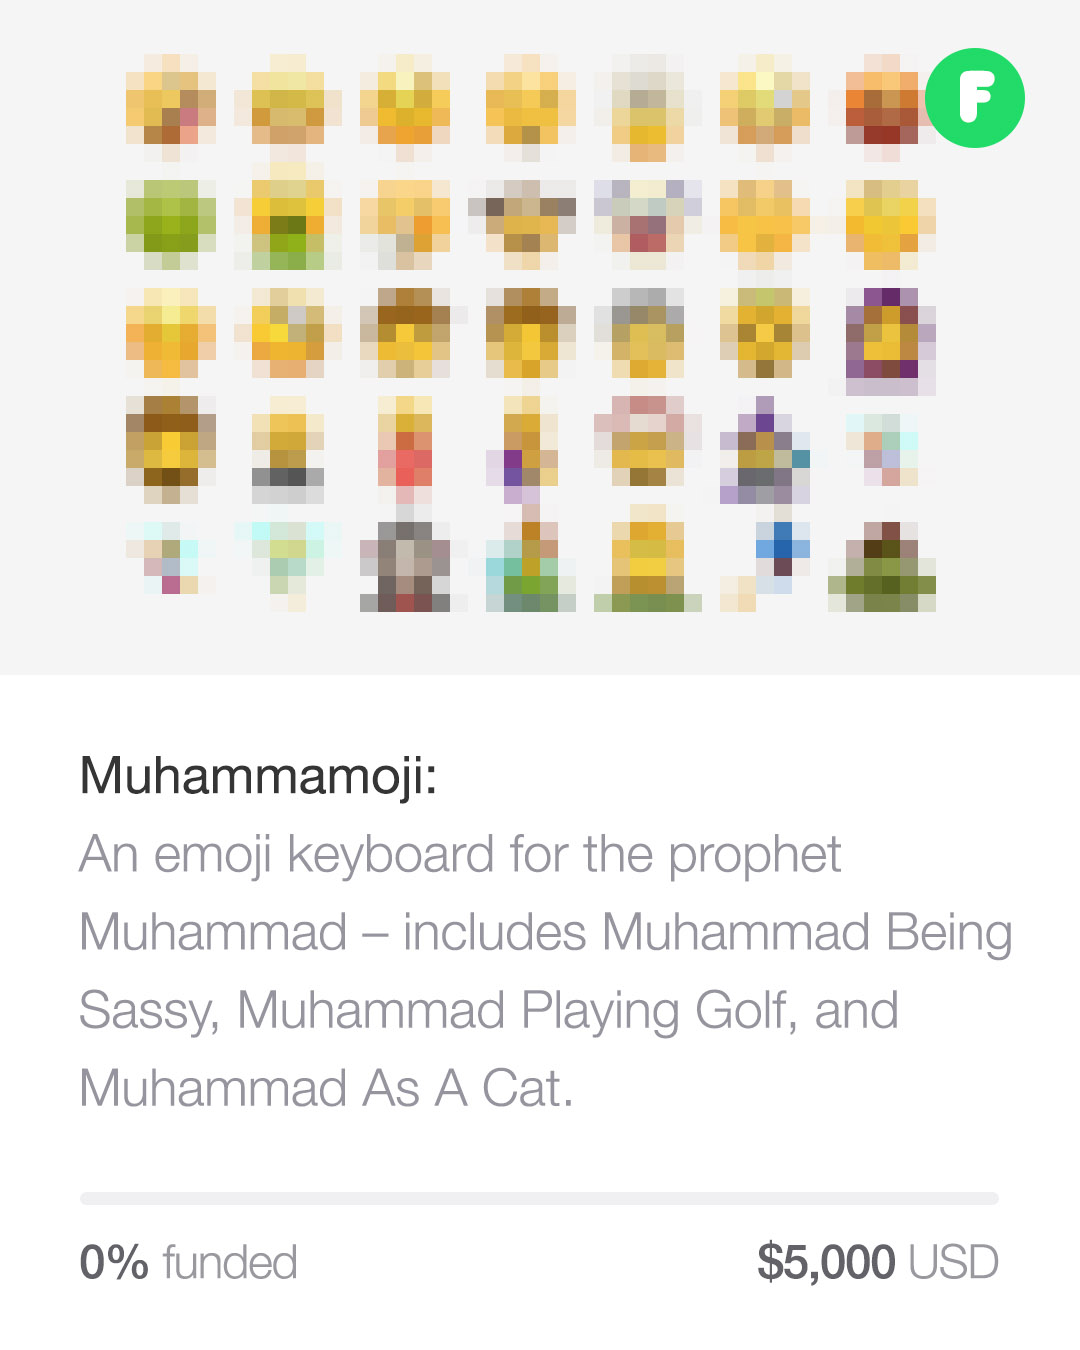 F
Muhammamoji:
An emoji keyboard for the prophet
Muhammad – includes Muhammad Being
Sassy, Muhammad Playing Golf, and
Muhammad As A Cat.
0% funded $5,000 USD